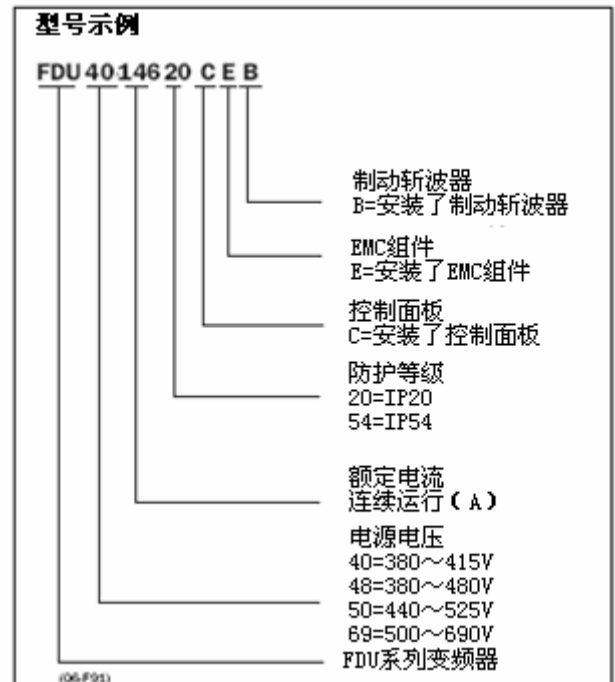 型号示例
FDU 40 146 20 C E B
制动斩波器
B=安装了制动斩波器
EMC组件
E=安装了EMC组件
控制面板
C=安装了控制面板
防护等级
20=IP20
54=IP54
额定电流
连续运行(A)
电源电压
40=380～415V
48=380～480V
50=440～525V
69=500～690V
FDU系列变频器
(06-F91)